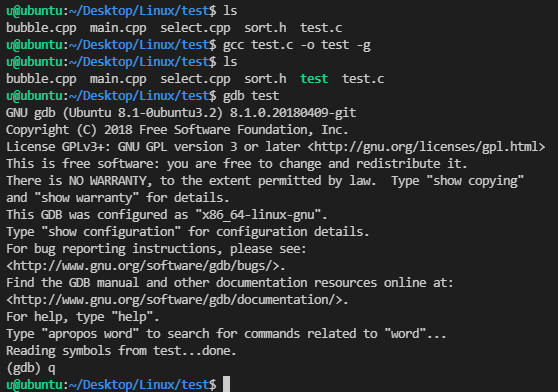 u@ubuntu:~/Desktop/Linux/test$ ls
bubble.cpp  main.cpp  select.cpp  sort.h  test.c
u@ubuntu:~/Desktop/Linux/test$ gcc test.c -o test -g
u@ubuntu:~/Desktop/Linux/test$ ls
bubble.cpp  main.cpp  select.cpp  sort.h  test  test.c
u@ubuntu:~/Desktop/Linux/test$ gdb test
GNU gdb (Ubuntu 8.1-0ubuntu3.2) 8.1.0.20180409-git
Copyright (C) 2018 Free Software Foundation, Inc.
License GPLv3+: GNU GPL version 3 or later <http://gnu.org/licenses/gpl.html>
This is free software: you are free to change and redistribute it.
There is NO WARRANTY, to the extent permitted by law.  Type "show copying"
and "show warranty" for details.
This GDB was configured as "x86_64-linux-gnu".
Type "show configuration" for configuration details.
For bug reporting instructions, please see:
<http://www.gnu.org/software/gdb/bugs/>.
Find the GDB manual and other documentation resources online at:
<http://www.gnu.org/software/gdb/documentation/>.
For help, type "help".
Type "apropos word" to search for commands related to "word"...
Reading symbols from test...done.
(gdb) q
u@ubuntu:~/Desktop/Linux/test$